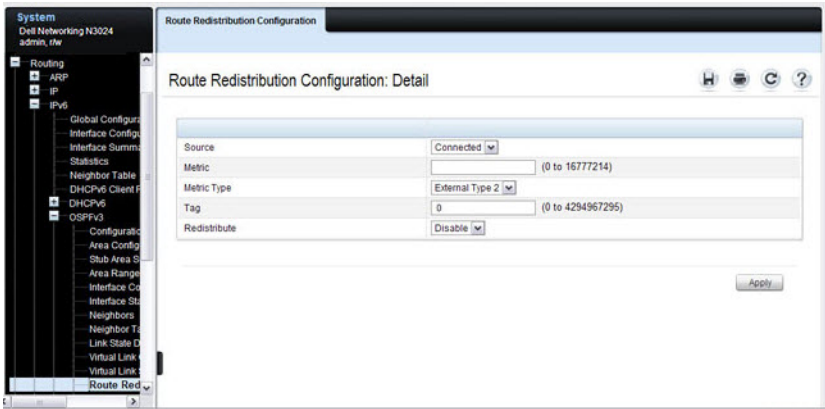 System
Dell Networking N3024
admin, r/w
Routing
ARP
IP
IPv6
Global Configura
Interface Configu
Interface Summa
Statistics
Neighbor Table
DHCPv6 Client P
DHCPv6
OSPFv3
Configuratio
Area Config
Stub Area S
Area Range
Interface Co
Interface Sta
Neighbors
Neighbor Ta
Link State D
Virtual Link
Virtual Link
Route Red
Route Redistribution Configuration
Route Redistribution Configuration: Detail
?
Source Connected
Metric (0 to 16777214)
Metric Type External Type 2
Tag 0 (0 to 4294967295)
Redistribute Disable
Apply